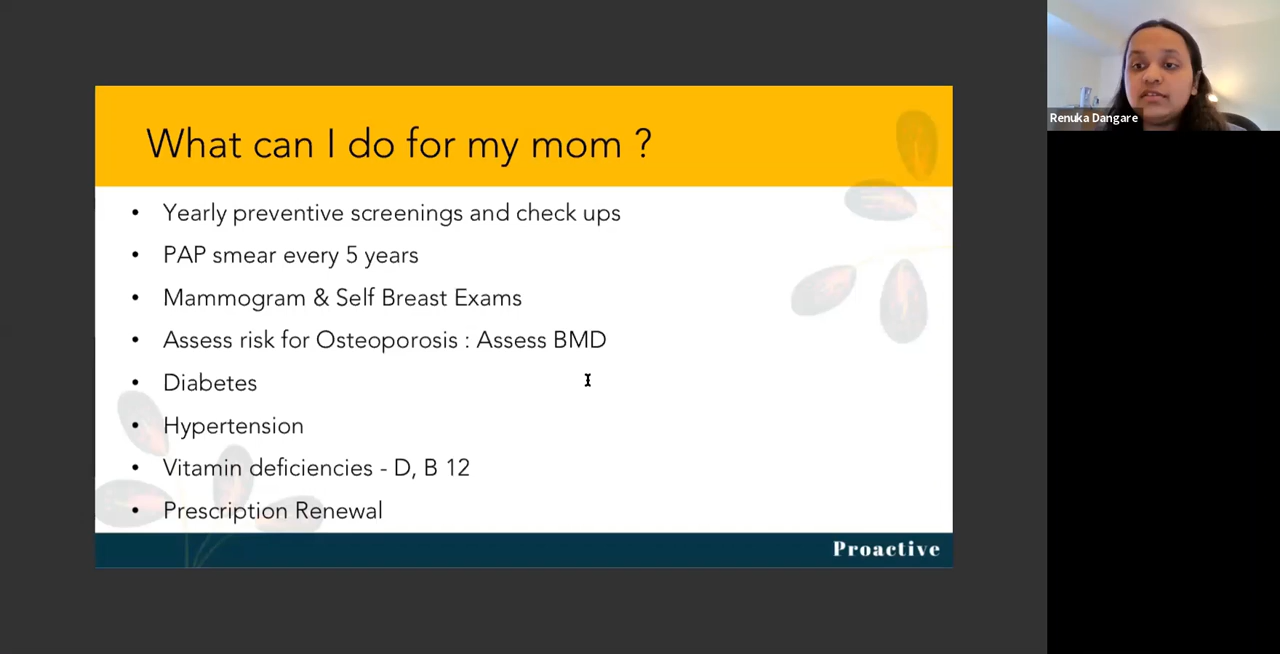 What can I do for my mom ?
• Yearly preventive screenings and check ups
• PAP smear every 5 years
• Mammogram & Self Breast Exams
• Assess risk for Osteoporosis : Assess BMD
• Diabetes
• Hypertension
• Vitamin deficiencies - D, B 12
• Prescription Renewal
Proactive
Renuka Dangare